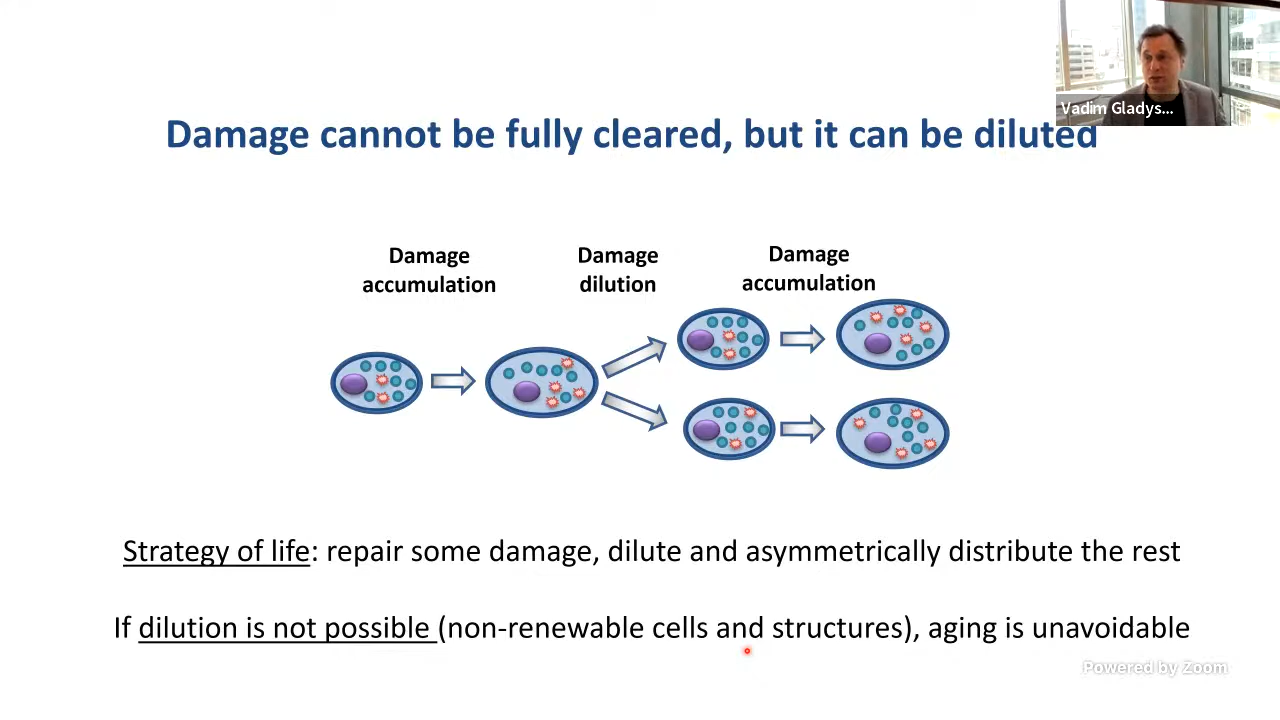 Vadim Gladys...
Damage cannot be fully cleared, but it can be diluted
Damage
accumulation
Damage
dilution
Damage
accumulation
Strategy of life: repair some damage, dilute and asymmetrically distribute the rest
If dilution is not possible (non-renewable cells and structures), aging is unavoidable
Powered by Zoom